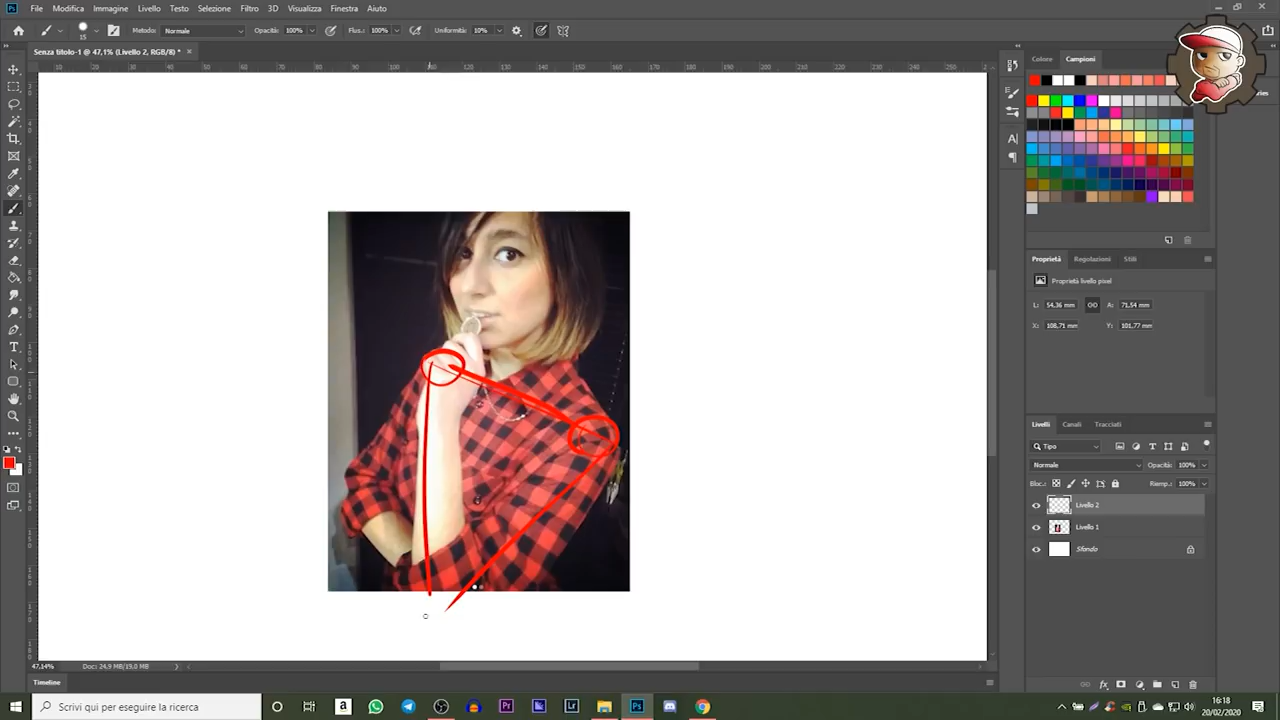 File Modifica Immagine Livello Testo Selezione Filtro 3D Visualizza Finestra Aiuto
15 Metodo: Normale Opacità: 100% Flus.: 100% Uniformità: 10%
Senza titolo-1 @ 47,1% (Livello 2, RGB/8) *
Colore Campioni
Proprietà Regolazioni Stili
Proprietà livello pixel
L: 54,36 mm A: 71,54 mm
X: 108,71 mm Y: 101,77 mm
Livelli Canali Tracciati
Tipo
Normale Opacità: 100%
Bloc.: Riemp.: 100%
Livello 2
Livello 1
Sfondo
47,14% Doc: 24,9 MB/19,0 MB
Timeline
Scrivi qui per eseguire la ricerca
16:18
20/02/2020